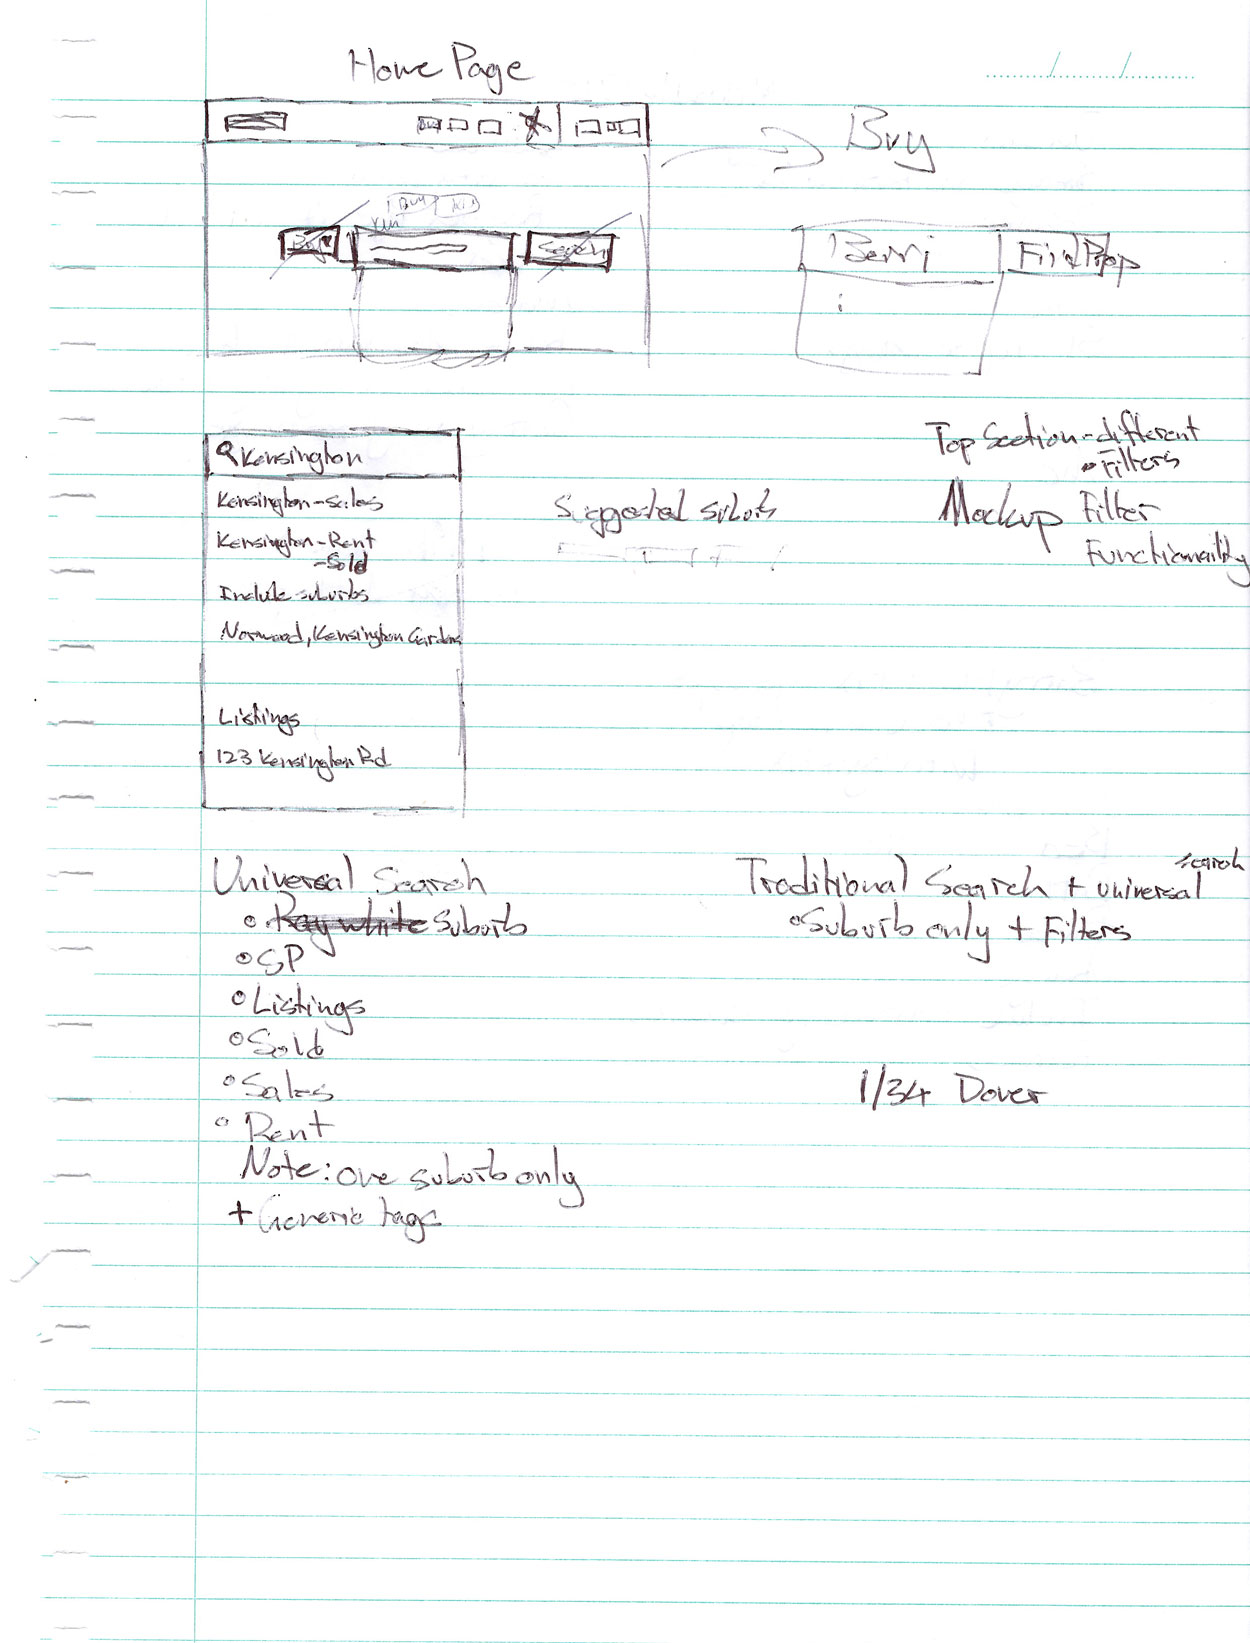 Home Page
Buy
Buy
Buy
Search
Berri
Find Prop
Kensington
Kensington-Sales
Kensington-Rent
-Sold
Include suburbs
Norwood, Kensington Gardens
Listings
123 Kensington Rd
Suggested suburbs
Top Section-different
Filters
Mockup Filter
Functionality
Universal Search
Ray white Suburb
SP
Listings
Sold
Sales
Rent
Note: one suburb only
+ Generic tags
Traditional Search + universal search
Suburb only + Filters
1/34 Dover